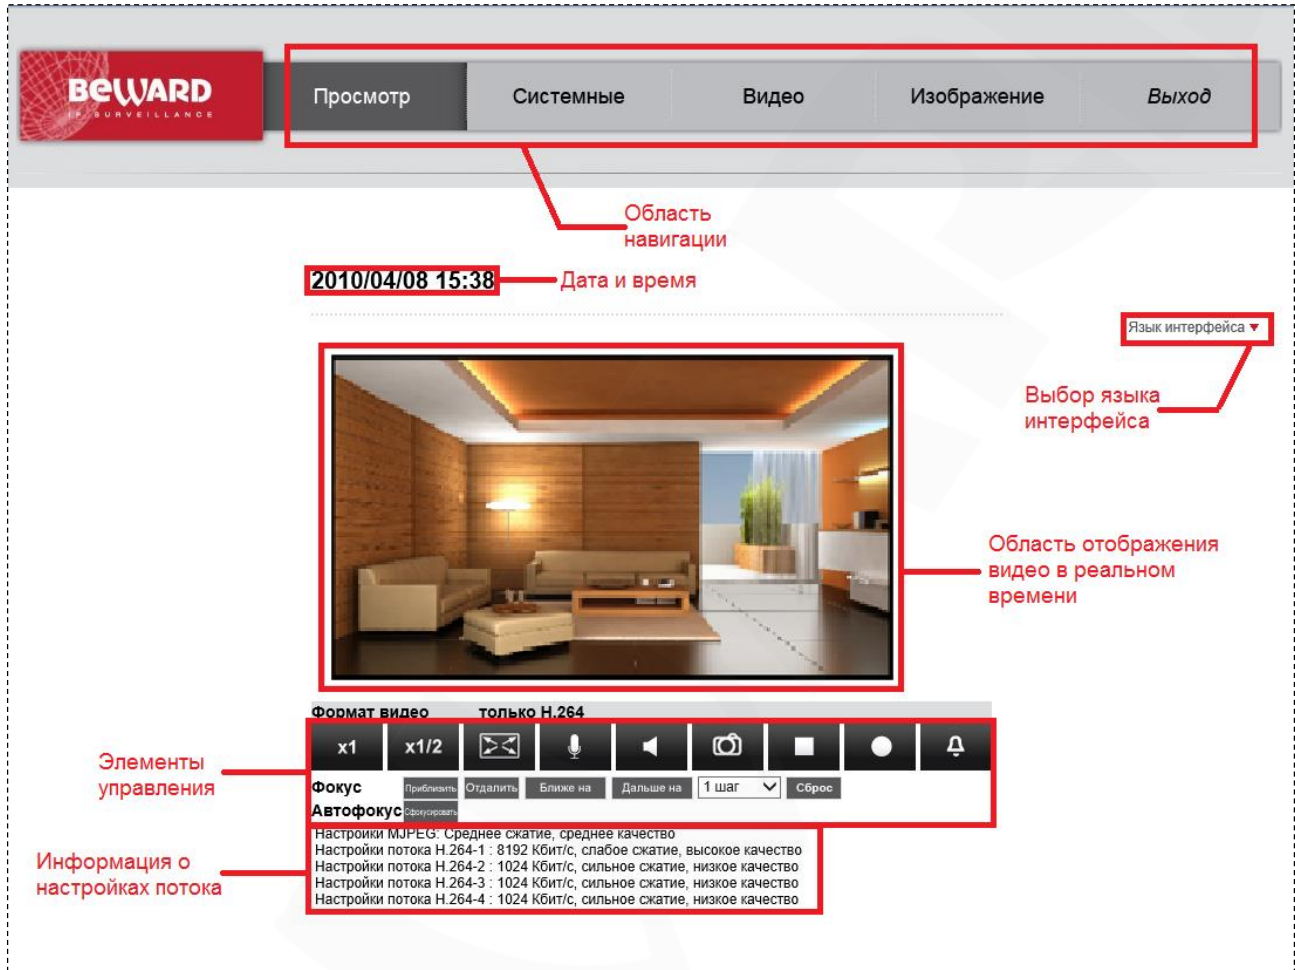 BEWARD
IP SURVEILLANCE
Просмотр
Системные
Видео
Изображение
Выход
Область
навигации
2010/04/08 15:38
Дата и время
Язык интерфейса
Выбор языка
интерфейса
Область отображения
видео в реальном
времени
Формат видео только H.264
x1 x1/2
Элементы
управления
Фокус Приблизить Отдалить Ближе на Дальше на 1 шаг Сброс
Автофокус Сфокусировать
Информация о
настройках потока
Настройки MJPEG: Среднее сжатие, среднее качество
Настройки потока H.264-1 : 8192 Кбит/с, слабое сжатие, высокое качество
Настройки потока H.264-2 : 1024 Кбит/с, сильное сжатие, низкое качество
Настройки потока H.264-3 : 1024 Кбит/с, сильное сжатие, низкое качество
Настройки потока H.264-4 : 1024 Кбит/с, сильное сжатие, низкое качество